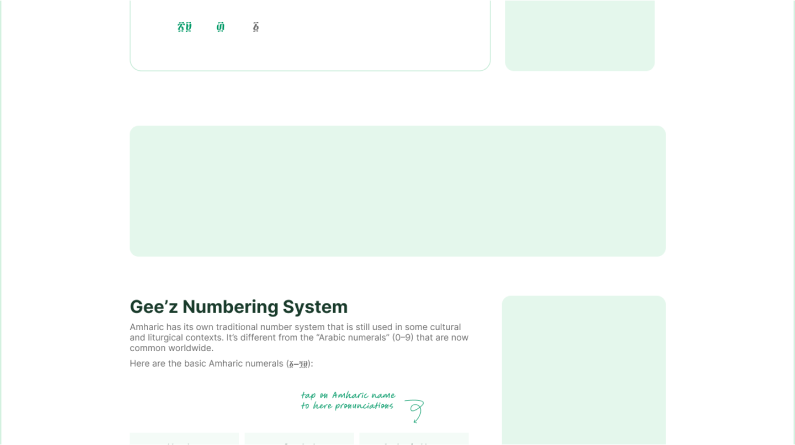 ፩
Gee’z Numbering System
Amharic has its own traditional number system that is still used in some cultural
and liturgical contexts. It’s different from the “Arabic numerals” (0–9) that are now
common worldwide.
Here are the basic Amharic numerals (፩–):
tap on Amharic name
to here pronunciations